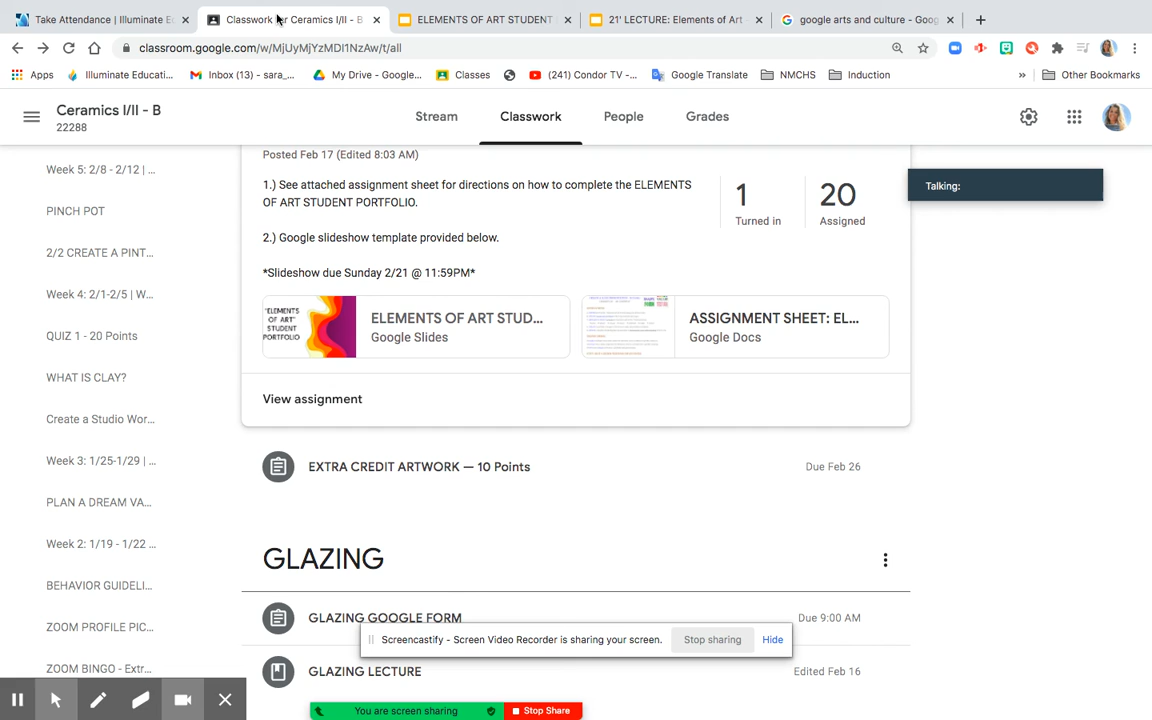 Take Attendance | Illuminate E
Classwork for Ceramics I/II - B
ELEMENTS OF ART STUDENT
21' LECTURE: Elements of Art -
google arts and culture - Goog
classroom.google.com/w/MjUyMjYzMDI1NzAw/t/all
Apps
Illuminate Educati...
Inbox (13) - sara_...
My Drive - Google...
Classes
(241) Condor TV -...
Google Translate
NMCHS
Induction
»
Other Bookmarks
Ceramics I/II - B
22288
Stream
Classwork
People
Grades
Week 5: 2/8 - 2/12 | ...
PINCH POT
2/2 CREATE A PINT...
Week 4: 2/1-2/5 | W...
QUIZ 1 - 20 Points
WHAT IS CLAY?
Create a Studio Wor...
Week 3: 1/25-1/29 | ...
PLAN A DREAM VA...
Week 2: 1/19 - 1/22 ...
BEHAVIOR GUIDELI...
ZOOM PROFILE PIC...
ZOOM BINGO - Extr...
Posted Feb 17 (Edited 8:03 AM)
1.) See attached assignment sheet for directions on how to complete the ELEMENTS
OF ART STUDENT PORTFOLIO.
2.) Google slideshow template provided below.
*Slideshow due Sunday 2/21 @ 11:59PM*
1
Turned in
20
Assigned
Talking:
"ELEMENTS
OF ART"
STUDENT
PORTFOLIO
ELEMENTS OF ART STUD...
Google Slides
ASSIGNMENT SHEET: EL...
Google Docs
View assignment
EXTRA CREDIT ARTWORK — 10 Points
Due Feb 26
GLAZING
GLAZING GOOGLE FORM
Due 9:00 AM
Screencastify - Screen Video Recorder is sharing your screen.
Stop sharing
Hide
GLAZING LECTURE
Edited Feb 16
You are screen sharing
Stop Share